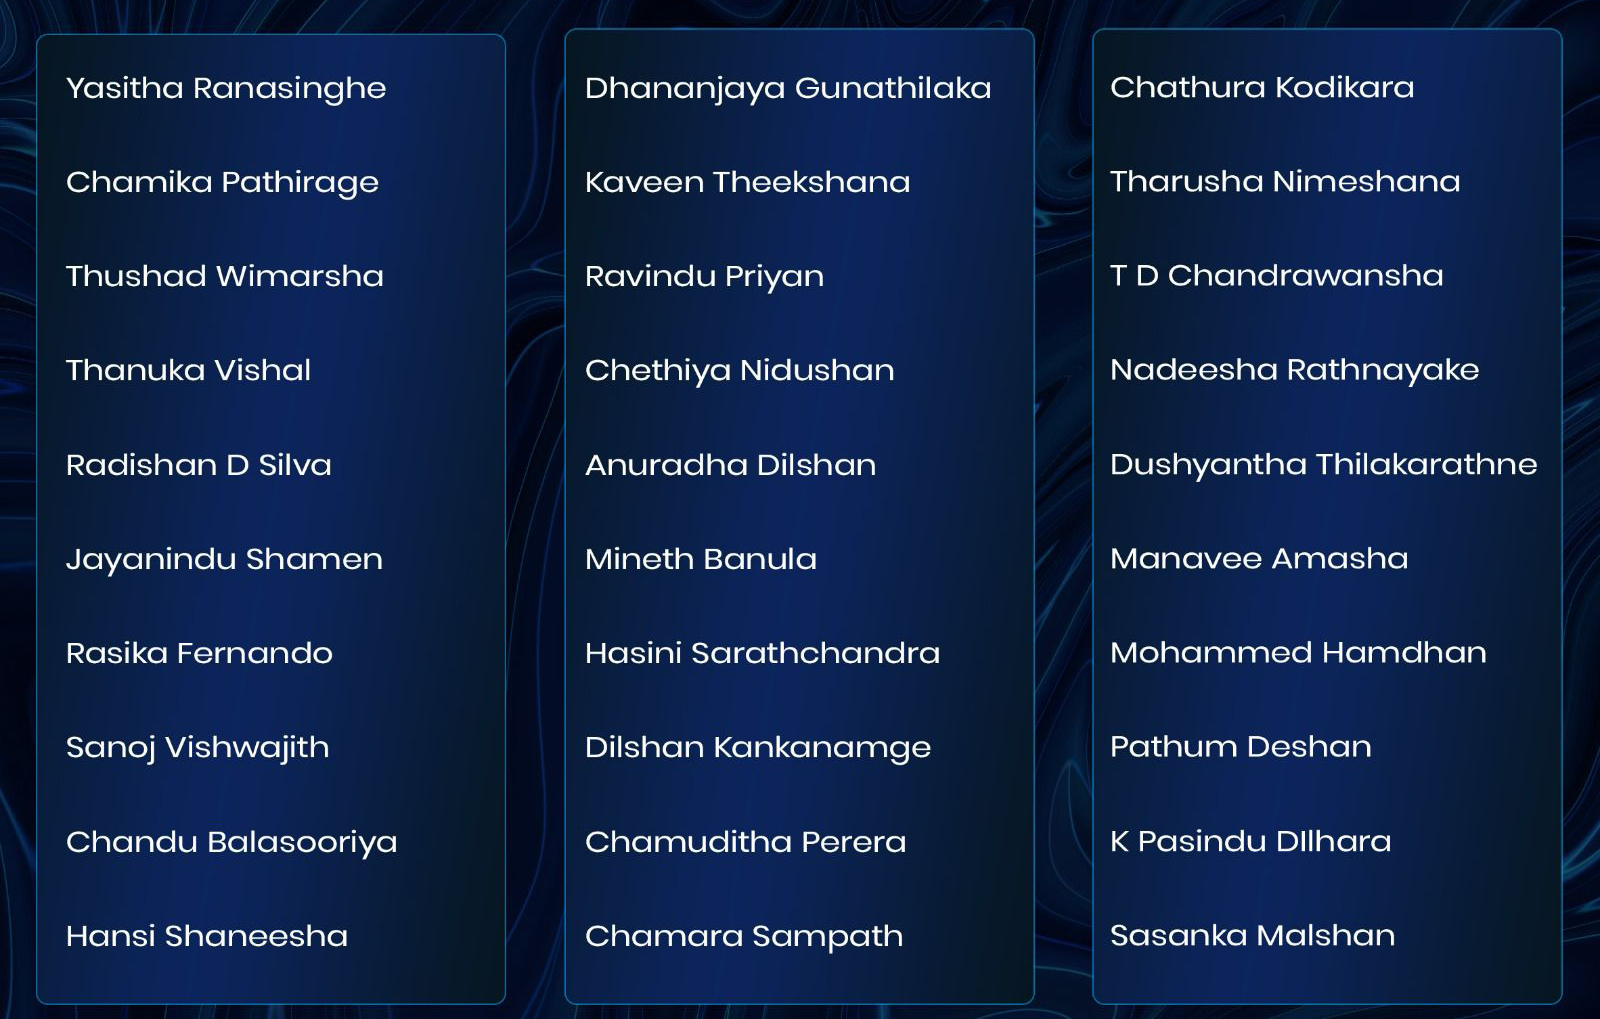 Yasitha Ranasinghe
Chamika Pathirage
Thushad Wimarsha
Thanuka Vishal
Radishan D Silva
Jayanindu Shamen
Rasika Fernando
Sanoj Vishwajith
Chandu Balasooriya
Hansi Shaneesha
Dhananjaya Gunathilaka
Kaveen Theekshana
Ravindu Priyan
Chethiya Nidushan
Anuradha Dilshan
Mineth Banula
Hasini Sarathchandra
Dilshan Kankanamge
Chamuditha Perera
Chamara Sampath
Chathura Kodikara
Tharusha Nimeshana
T D Chandrawansha
Nadeesha Rathnayake
Dushyantha Thilakarathne
Manavee Amasha
Mohammed Hamdhan
Pathum Deshan
K Pasindu DIlhara
Sasanka Malshan